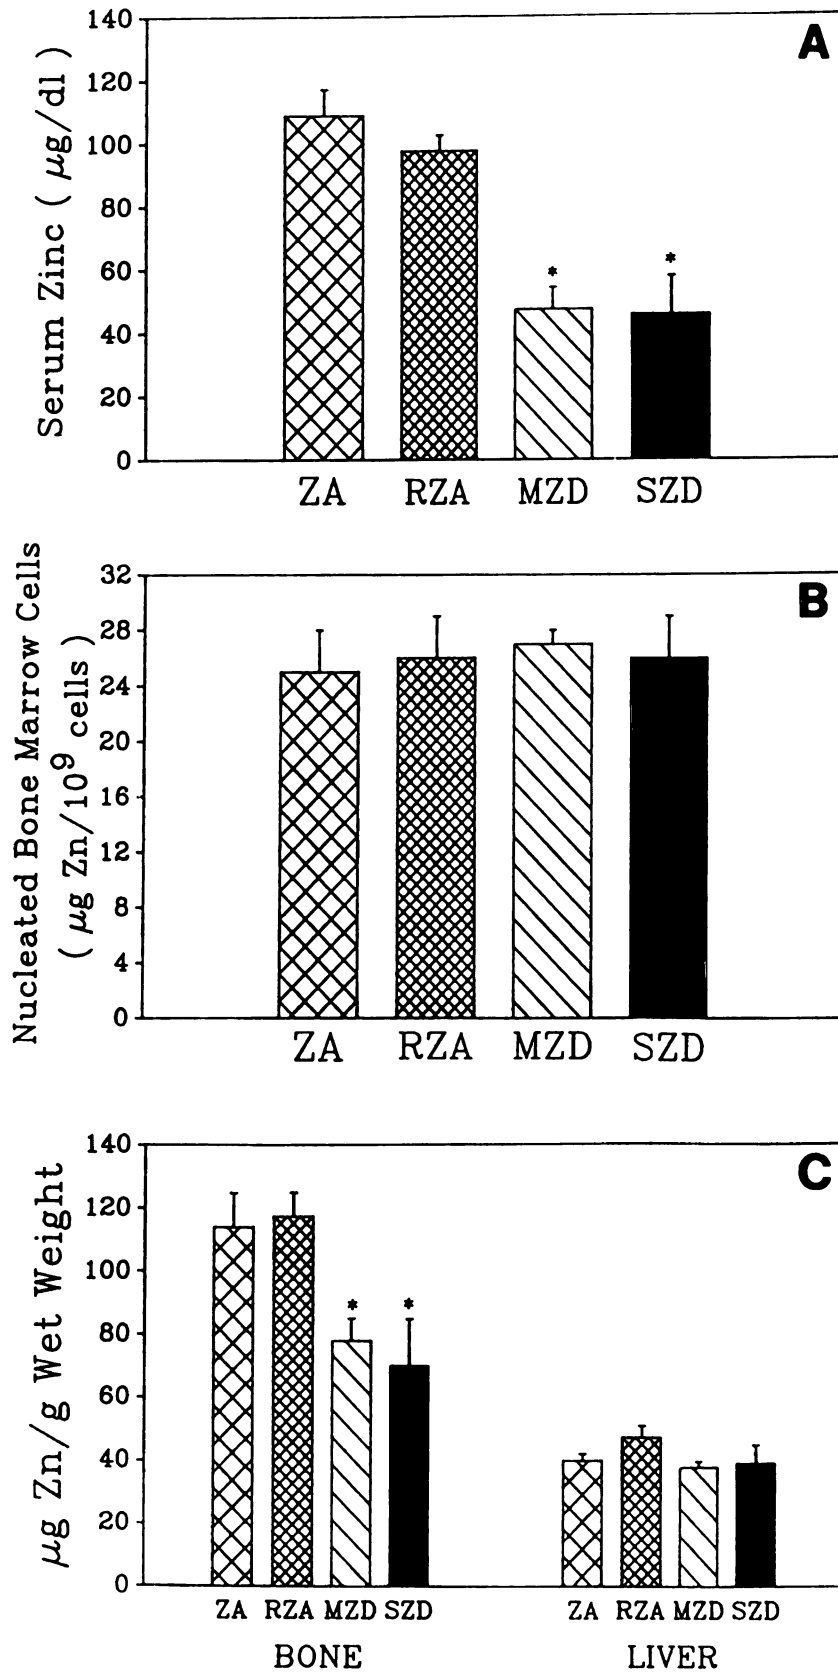 A
Serum Zinc ( µg/dl )
140
120
100
80
60
40
20
0
*
*
ZA RZA MZD SZD
B
Nucleated Bone Marrow Cells
( µg Zn/10⁹ cells )
32
28
24
20
16
12
8
4
0
ZA RZA MZD SZD
C
µg Zn/g Wet Weight
140
120
100
80
60
40
20
0
*
*
ZA RZA MZD SZD ZA RZA MZD SZD
BONE LIVER